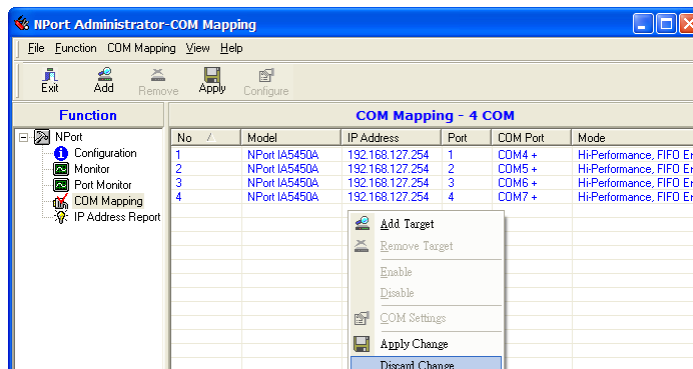 NPort Administrator-COM Mapping
File Function COM Mapping View Help
Exit Add Remove Apply Configure
Function
COM Mapping - 4 COM
NPort
Configuration
Monitor
Port Monitor
COM Mapping
IP Address Report
No Model IP Address Port COM Port Mode
1 NPort IA5450A 192.168.127.254 1 COM4 + Hi-Performance, FIFO Er
2 NPort IA5450A 192.168.127.254 2 COM5 + Hi-Performance, FIFO Er
3 NPort IA5450A 192.168.127.254 3 COM6 + Hi-Performance, FIFO Er
4 NPort IA5450A 192.168.127.254 4 COM7 + Hi-Performance, FIFO Er
Add Target
Remove Target
Enable
Disable
COM Settings
Apply Change
Discard Change